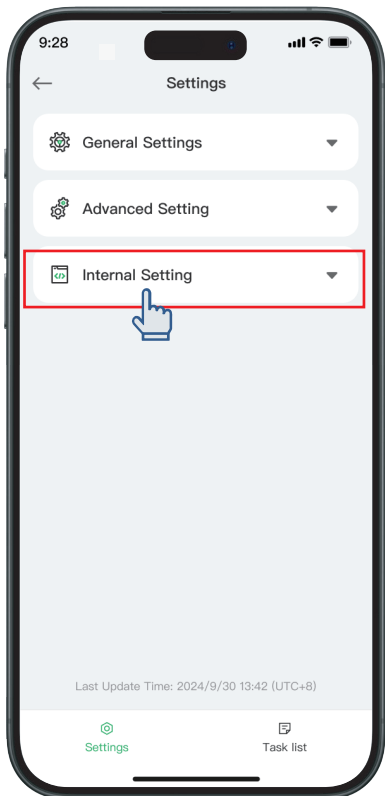 9:28
Settings
General Settings
Advanced Setting
Internal Setting
Last Update Time: 2024/9/30 13:42 (UTC+8)
Settings
Task list